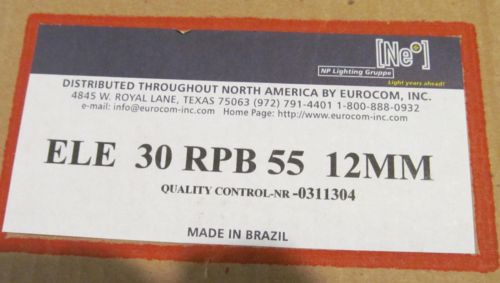 [Ne°]
NP Lighting Gruppe
Light years ahead!
DISTRIBUTED THROUGHOUT NORTH AMERICA BY EUROCOM, INC.
4845 W. ROYAL LANE, TEXAS 75063 (972) 791-4401 1-800-888-0932
e-mail: info@eurocom-inc.com Home Page: http://www.eurocom-inc.com
ELE 30 RPB 55 12MM
QUALITY CONTROL-NR -0311304
MADE IN BRAZIL